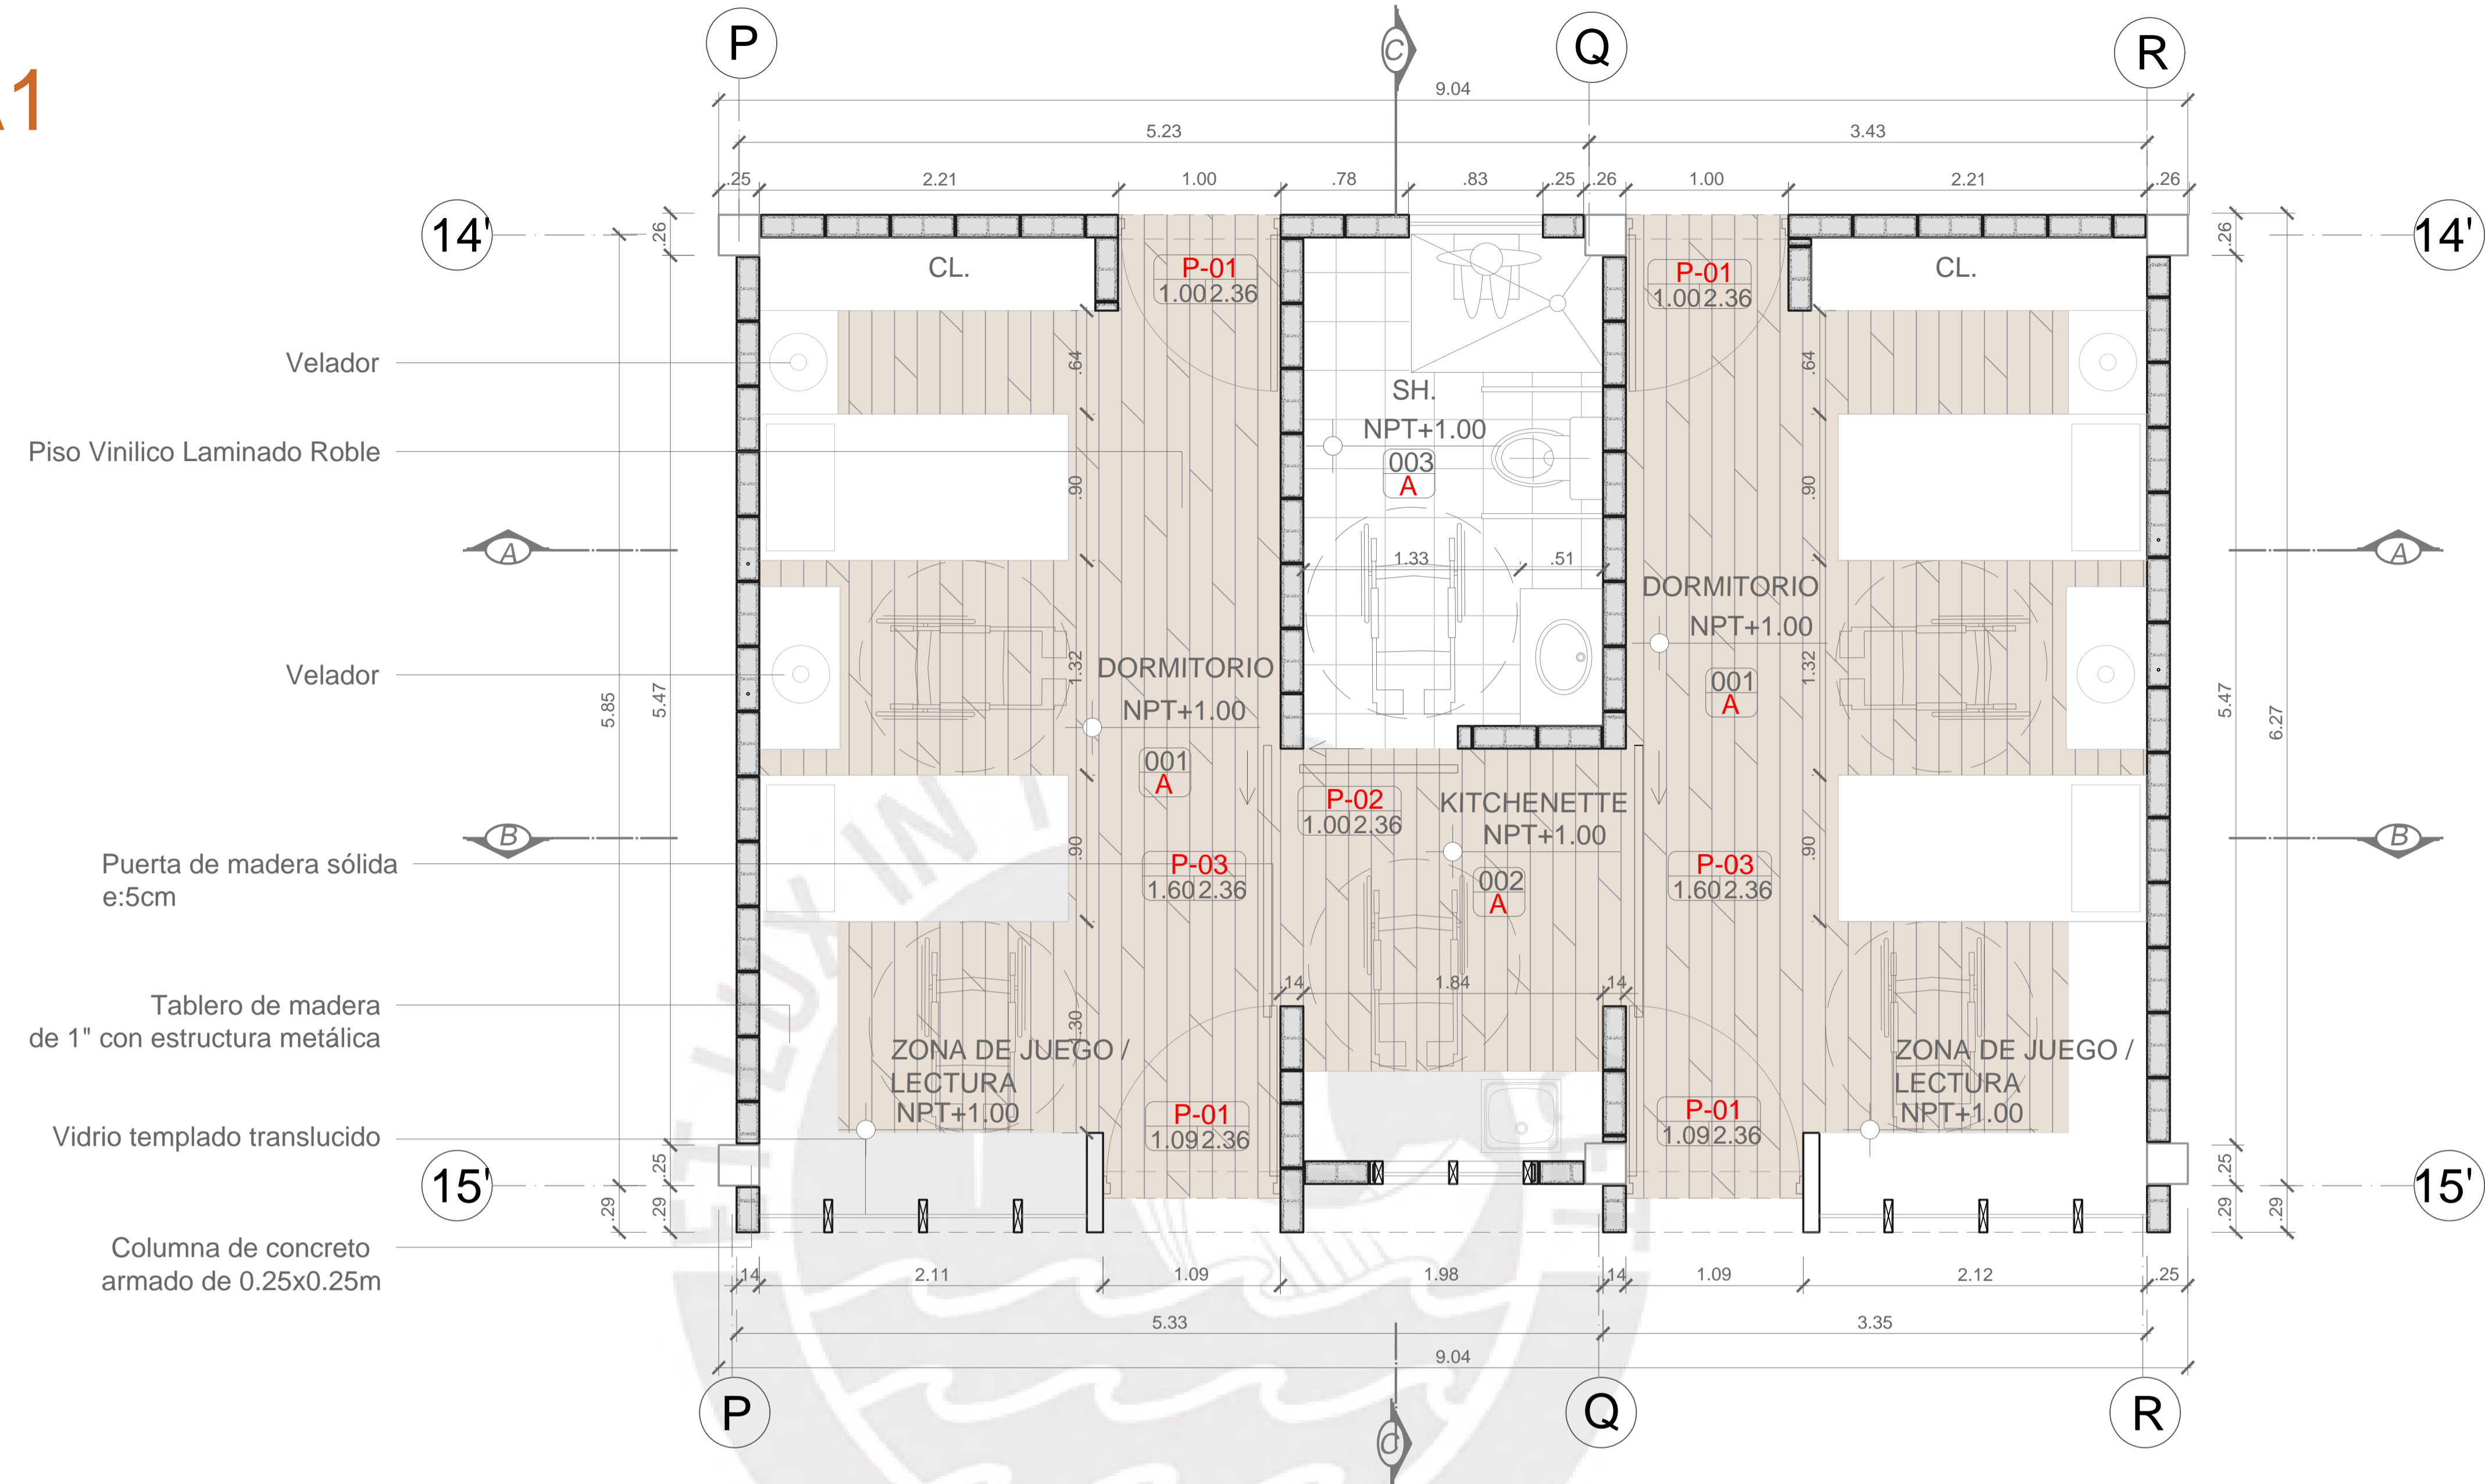 A1
P
C
Q
R
9.04
5.23
3.43
.25
2.21
1.00
.78
.83
.25
.26
1.00
2.21
.26
14'
14'
.26
.26
CL.
P-01
1.00 2.36
P-01
1.00 2.36
CL.
Velador
.64
.64
SH.
NPT+1.00
003
A
Piso Vinilico Laminado Roble
.90
.90
A
A
1.33
.51
DORMITORIO
NPT+1.00
001
A
Velador
1.32
1.32
DORMITORIO
NPT+1.00
001
A
5.85
5.47
5.47
6.27
P-02
1.00 2.36
KITCHENETTE
NPT+1.00
002
A
B
B
Puerta de madera sólida
e:5cm
.90
.90
P-03
1.60 2.36
P-03
1.60 2.36
.14
1.84
.14
Tablero de madera
de 1" con estructura metálica
1.30
ZONA DE JUEGO /
LECTURA
NPT+1.00
ZONA DE JUEGO /
LECTURA
NPT+1.00
P-01
1.09 2.36
P-01
1.09 2.36
Vidrio templado translucido
15'
15'
.25
.29
.29
.25
.29
.29
Columna de concreto
armado de 0.25x0.25m
.14
2.11
1.09
1.98
.14
1.09
2.12
.25
5.33
3.35
9.04
P
C
Q
R
ET LUX IN